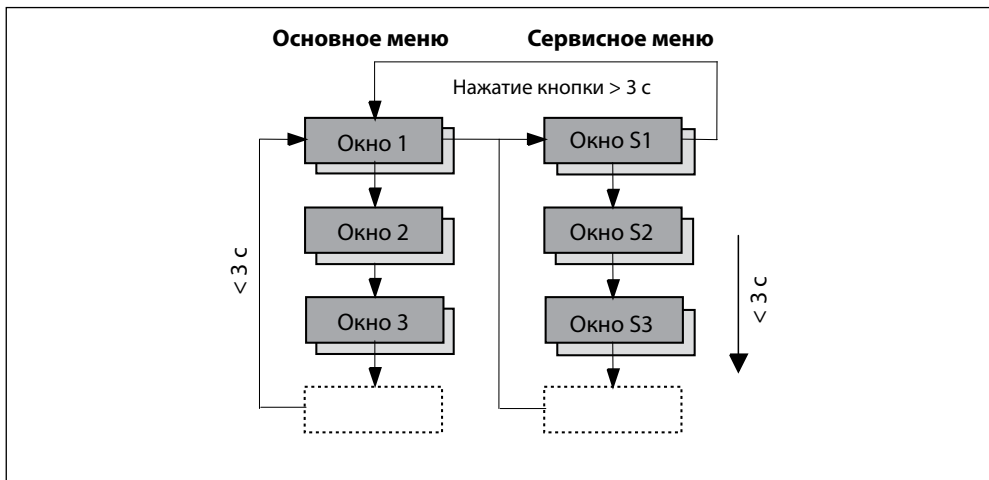 Основное меню
Сервисное меню
Нажатие кнопки > 3 с
Окно 1
Окно S1
Окно 2
Окно S2
< 3 с
< 3 с
Окно 3
Окно S3